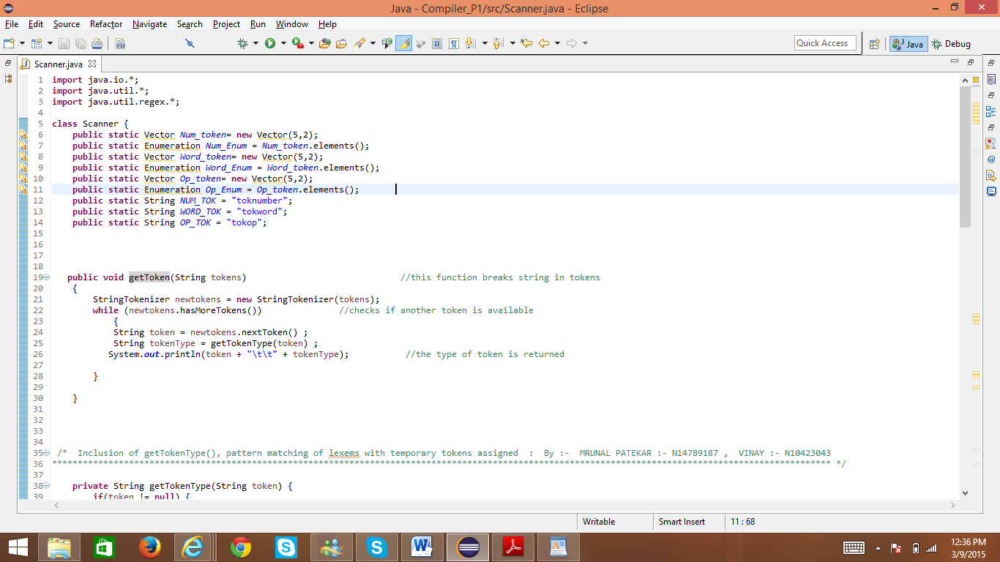 Java - Compiler_P1/src/Scanner.java - Eclipse
File Edit Source Refactor Navigate Search Project Run Window Help
010
Quick Access
Java
Debug
Scanner.java
1 import java.io.*;
2 import java.util.*;
3 import java.util.regex.*;
4
5 class Scanner {
6 public static Vector Num_token= new Vector(5,2);
7 public static Enumeration Num_Enum = Num_token.elements();
8 public static Vector Word_token= new Vector(5,2);
9 public static Enumeration Word_Enum = Word_token.elements();
10 public static Vector Op_token= new Vector(5,2);
11 public static Enumeration Op_Enum = Op_token.elements();
12 public static String NUM_TOK = "toknumber";
13 public static String WORD_TOK = "tokword";
14 public static String OP_TOK = "tokop";
15
16
17
18
19 public void getToken(String tokens) //this function breaks string in tokens
20 {
21 StringTokenizer newtokens = new StringTokenizer(tokens);
22 while (newtokens.hasMoreTokens()) //checks if another token is available
23 {
24 String token = newtokens.nextToken() ;
25 String tokenType = getTokenType(token) ;
26 System.out.println(token + "\t\t" + tokenType); //the type of token is returned
27
28 }
29
30 }
31
32
33
34
35 /* Inclusion of getTokenType(), pattern matching of lexems with temporary tokens assigned : By :- MRUNAL PATEKAR :- N14789187 , VINAY :- N10423043
36 ******************************************************************************************************************************************************** */
37
38 private String getTokenType(String token) {
39 if(token != null) {
Writable Smart Insert 11 : 68
12:36 PM
3/9/2015